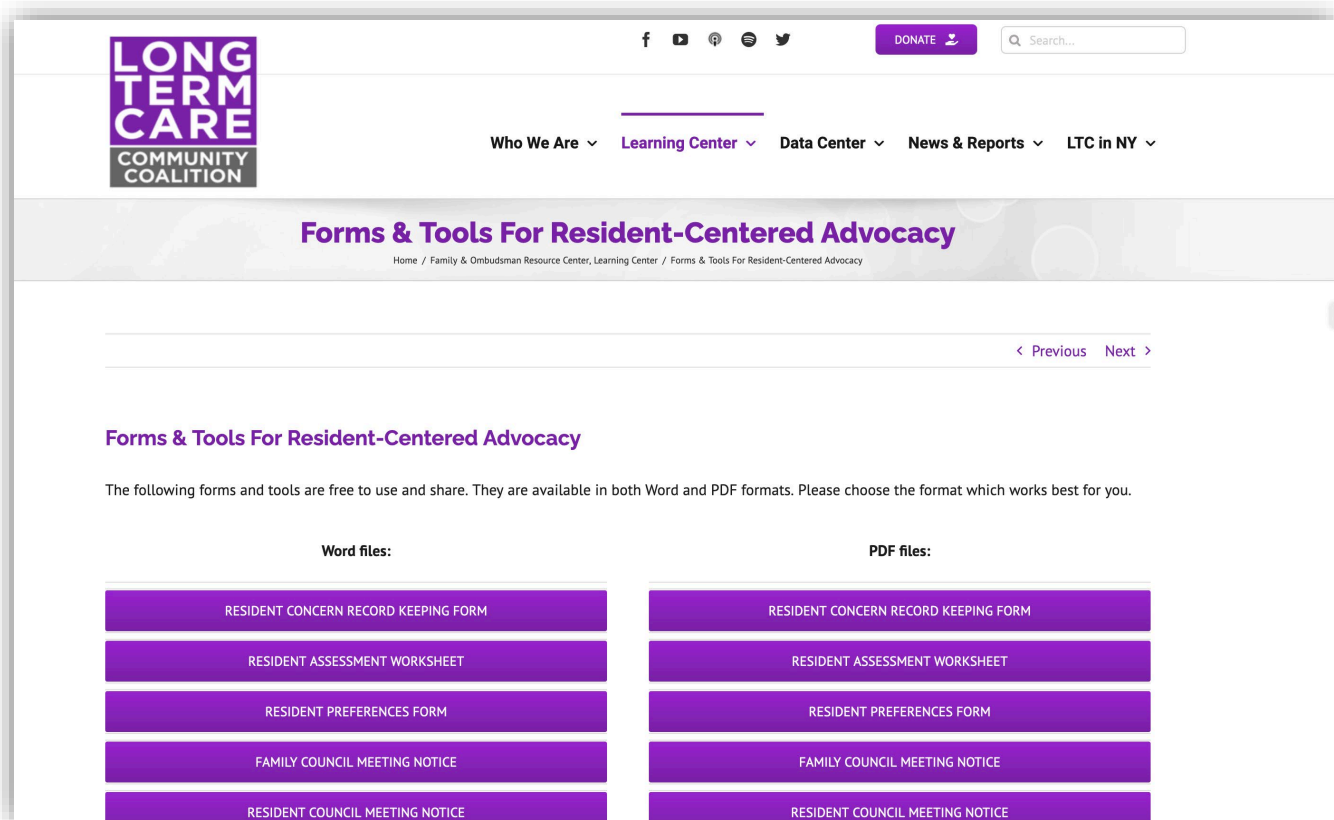 LONG
TERM
CARE
COMMUNITY
COALITION
DONATE
Search...
Who We Are
Learning Center
Data Center
News & Reports
LTC in NY
Forms & Tools For Resident-Centered Advocacy
Home / Family & Ombudsman Resource Center, Learning Center / Forms & Tools For Resident-Centered Advocacy
< Previous Next >
Forms & Tools For Resident-Centered Advocacy
The following forms and tools are free to use and share. They are available in both Word and PDF formats. Please choose the format which works best for you.
Word files:
PDF files:
RESIDENT CONCERN RECORD KEEPING FORM
RESIDENT CONCERN RECORD KEEPING FORM
RESIDENT ASSESSMENT WORKSHEET
RESIDENT ASSESSMENT WORKSHEET
RESIDENT PREFERENCES FORM
RESIDENT PREFERENCES FORM
FAMILY COUNCIL MEETING NOTICE
FAMILY COUNCIL MEETING NOTICE
RESIDENT COUNCIL MEETING NOTICE
RESIDENT COUNCIL MEETING NOTICE